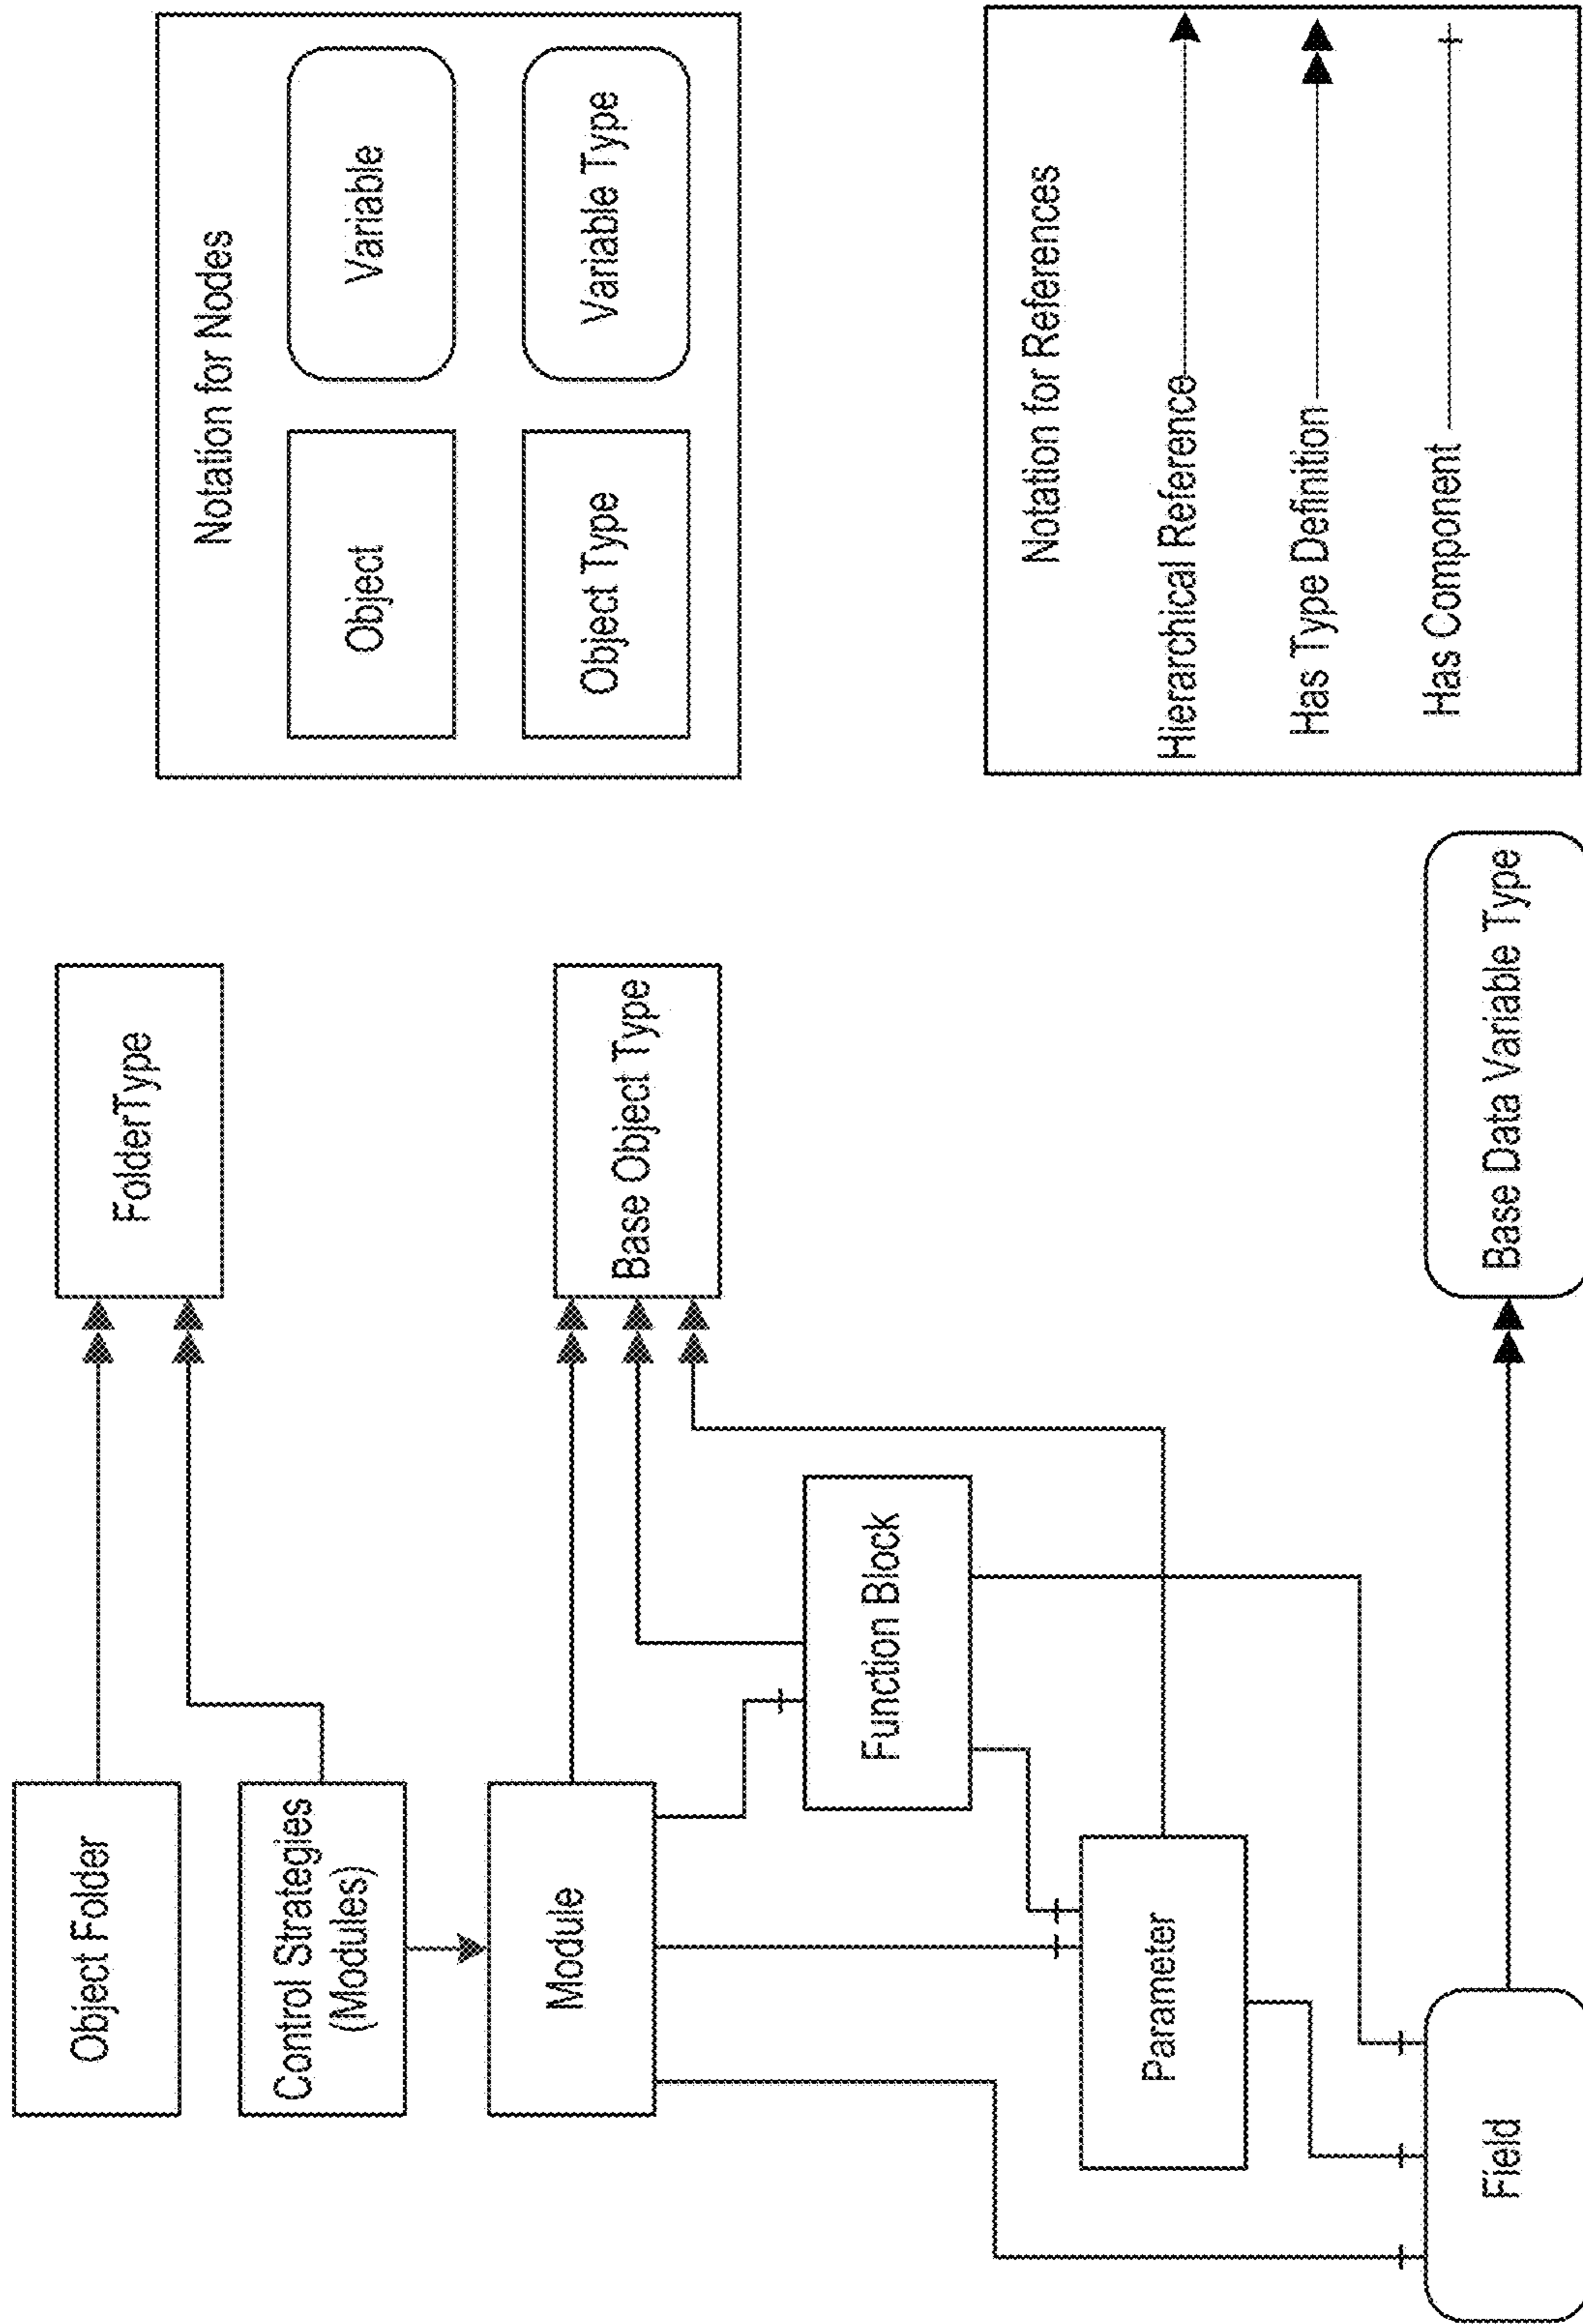 Object Folder
FolderType
Control Strategies
(Modules)
Module
Base Object Type
Function Block
Parameter
Field
Base Data Variable Type
Notation for Nodes
Object
Variable
Object Type
Variable Type
Notation for References
Hierarchical Reference
Has Type Definition
Has Component